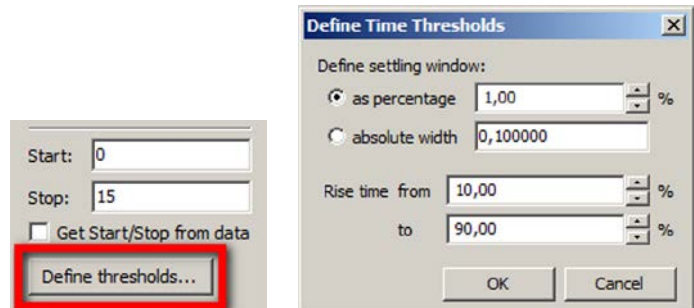 Start: 0
Stop: 15
Get Start/Stop from data
Define thresholds...
Define Time Thresholds
Define settling window:
as percentage 1,00 %
absolute width 0,100000
Rise time from 10,00 %
to 90,00 %
OK Cancel